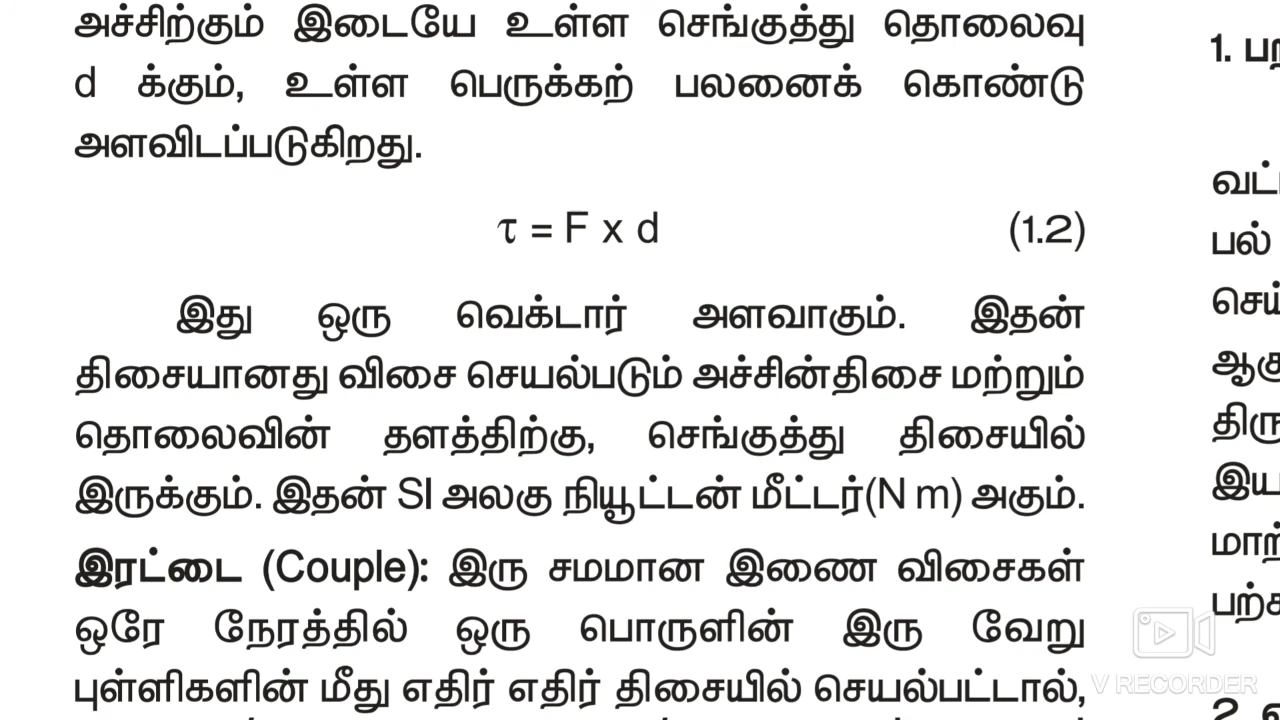 அச்சிற்கும் இடையே உள்ள செங்குத்து தொலைவு
d க்கும், உள்ள பெருக்கற் பலனைக் கொண்டு
அளவிடப்படுகிறது.
τ = F x d (1.2)
இது ஒரு வெக்டார் அளவாகும். இதன்
திசையானது விசை செயல்படும் அச்சின்திசை மற்றும்
தொலைவின் தளத்திற்கு, செங்குத்து திசையில்
இருக்கும். இதன் SI அலகு நியூட்டன் மீட்டர்(N m) அகும்.
இரட்டை (Couple): இரு சமமான இணை விசைகள்
ஒரே நேரத்தில் ஒரு பொருளின் இரு வேறு
புள்ளிகளின் மீது எதிர் எதிர் திசையில் செயல்பட்டால்,
1.
பல்
2.
V RECORDER